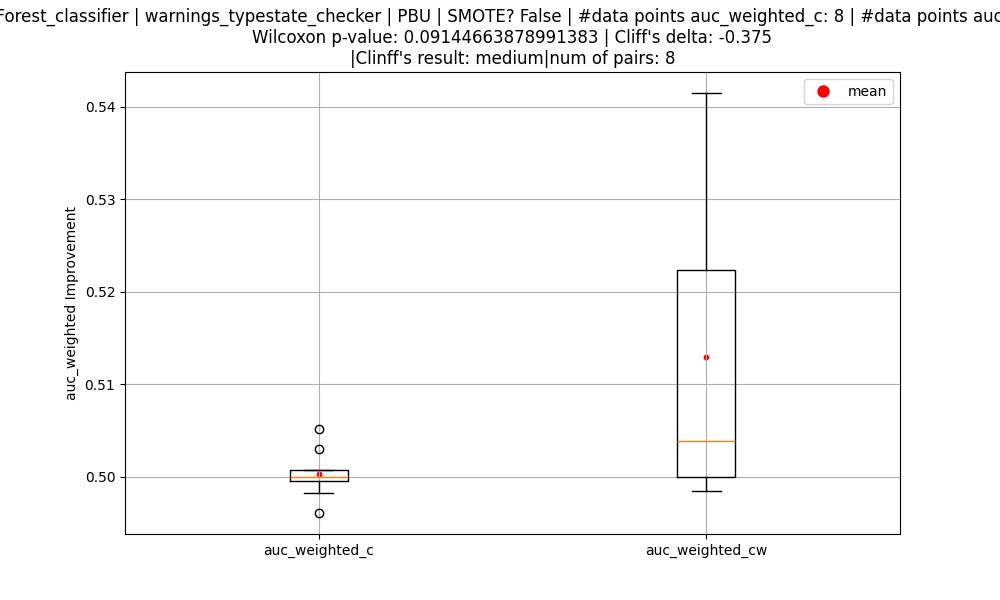 Forest_classifier | warnings_typestate_checker | PBU | SMOTE? False | #data points auc_weighted_c: 8 | #data points auc
Wilcoxon p-value: 0.09144663878991383 | Cliff's delta: -0.375
|Clinff's result: medium|num of pairs: 8
mean
0.54
0.53
0.52
0.51
0.50
auc_weighted Improvement
auc_weighted_c
auc_weighted_cw